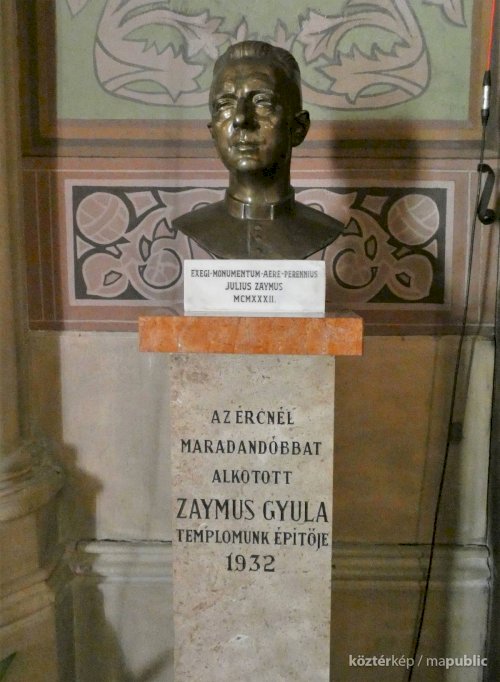 EXEGI-MONUMENTUM-AERE-PERENNIUS
JULIUS ZAYMUS
MCMXXXII.
AZ ÉRCNÉL
MARADANDÓBBAT
ALKOTOTT
ZAYMUS GYULA
TEMPLOMUNK ÉPÍTŐJE
1932
köztérkép / mapublic